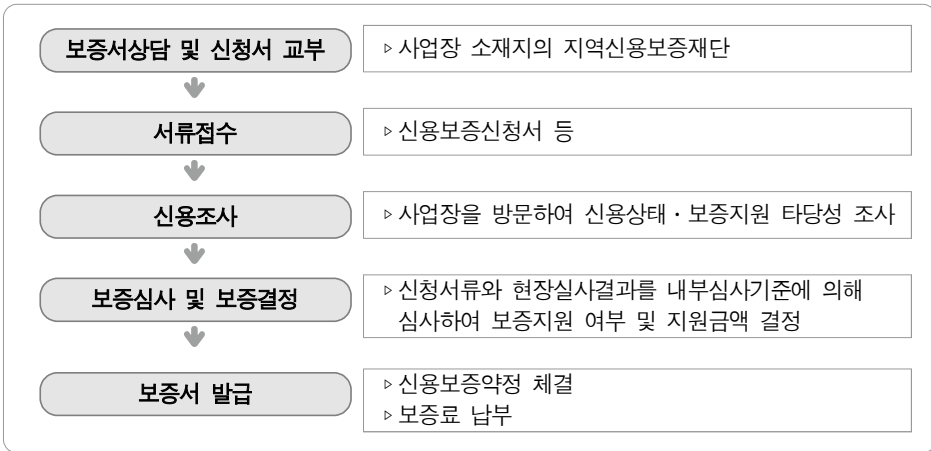 보증서상담 및 신청서 교부
▹사업장 소재지의 지역신용보증재단
서류접수
▹신용보증신청서 등
신용조사
▹사업장을 방문하여 신용상태・보증지원 타당성 조사
보증심사 및 보증결정
▹신청서류와 현장실사결과를 내부심사기준에 의해
심사하여 보증지원 여부 및 지원금액 결정
보증서 발급
▹신용보증약정 체결
▹보증료 납부